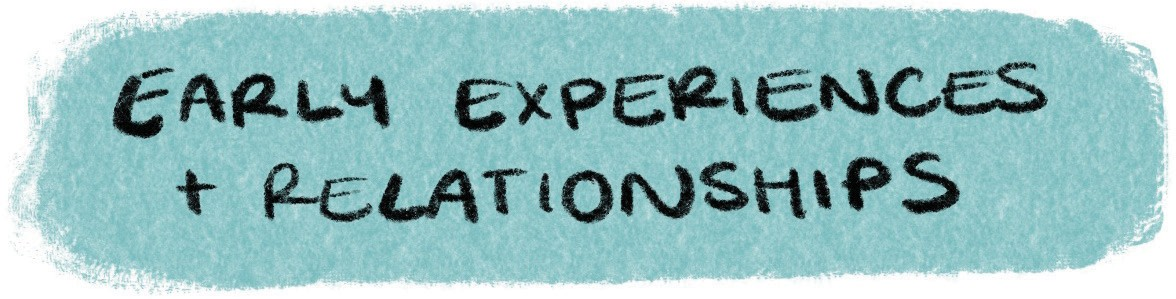 EARLY EXPERIENCES
+ RELATIONSHIPS